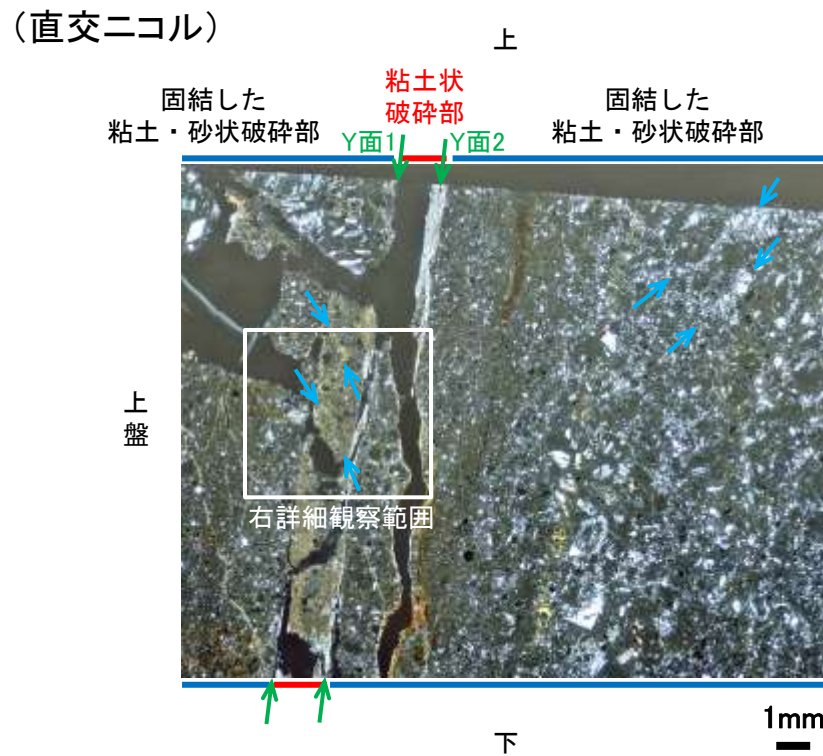 （直交ニコル）
上
粘土状
破砕部
固結した
粘土・砂状破砕部
固結した
粘土・砂状破砕部
Y面1
Y面2
上
盤
右詳細観察範囲
1mm
下